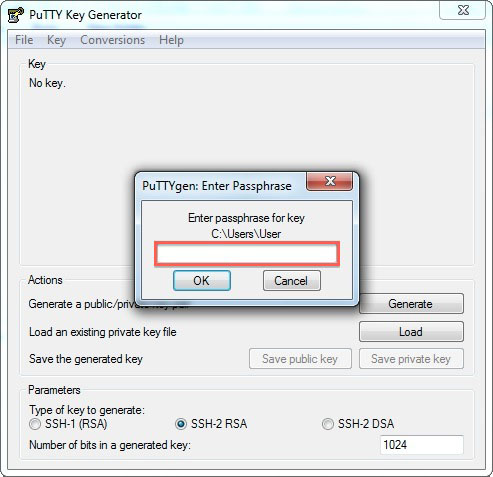 PuTTY Key Generator
File Key Conversions Help
Key
No key.
PuTTYgen: Enter Passphrase
Enter passphrase for key
C:\Users\User
OK Cancel
Actions
Generate a public/private key pair
Generate
Load an existing private key file
Load
Save the generated key
Save public key Save private key
Parameters
Type of key to generate:
SSH-1 (RSA) SSH-2 RSA SSH-2 DSA
Number of bits in a generated key:
1024